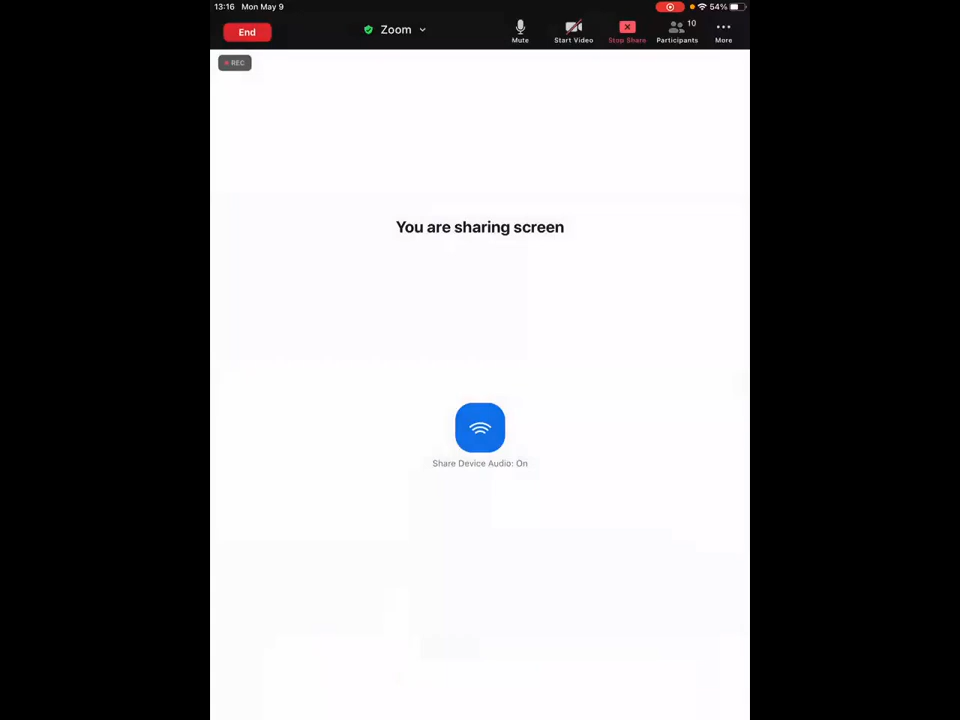 13:16 Mon May 9
54%
End
Zoom
Mute
Start Video
Stop Share
10
Participants
More
REC
You are sharing screen
Share Device Audio: On